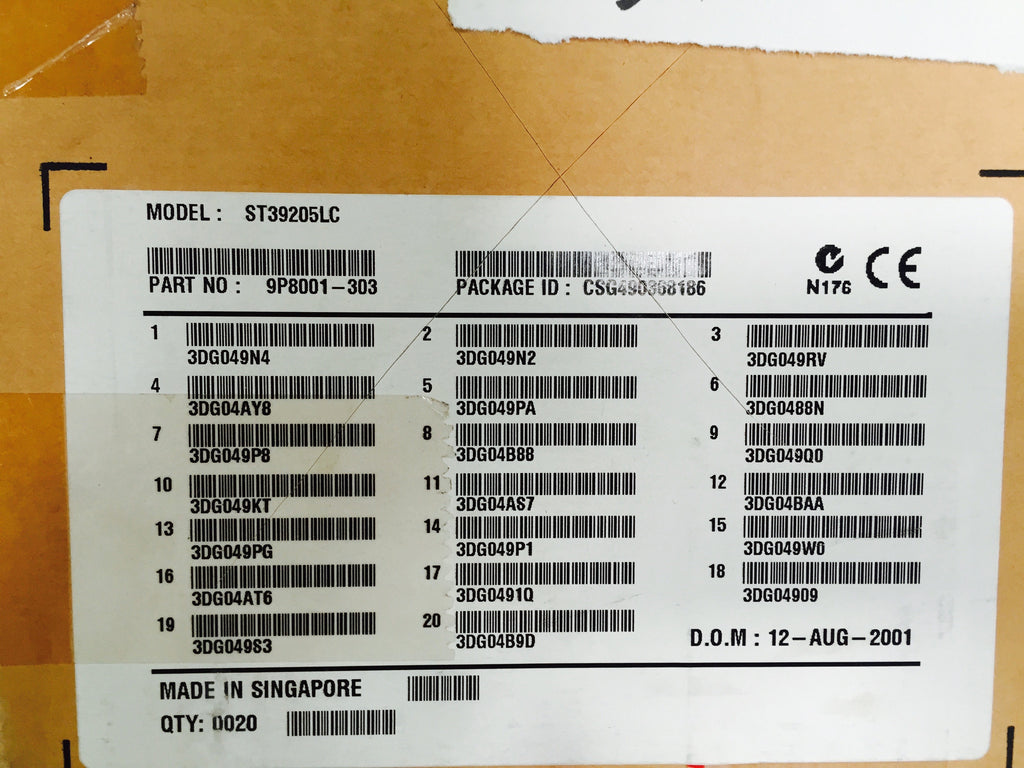 MODEL : ST39205LC
PART NO : 9P8001-303 PACKAGE ID : CSG490368186
N176 CE
1 3DG049N4 2 3DG049N2 3 3DG049RV
4 3DG04AY8 5 3DG049PA 6 3DG0488N
7 3DG049P8 8 3DG04B88 9 3DG049Q0
10 3DG049KT 11 3DG04AS7 12 3DG04BAA
13 3DG049PG 14 3DG049P1 15 3DG049W6
16 3DG04AT6 17 3DG0491Q 18 3DG04909
19 3DG049S3 20 3DG04B9D D.O.M : 12-AUG-2001
MADE IN SINGAPORE
QTY: 0020